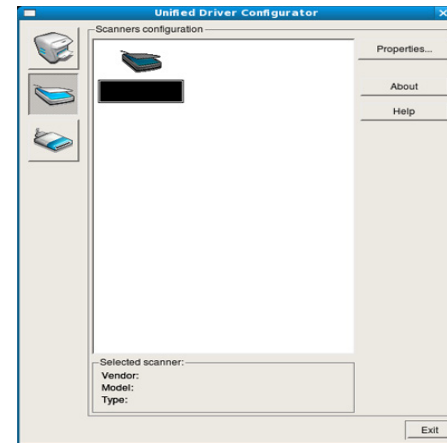 Unified Driver Configurator
Scanners configuration
Properties...
About
Help
Selected scanner:
Vendor:
Model:
Type:
Exit